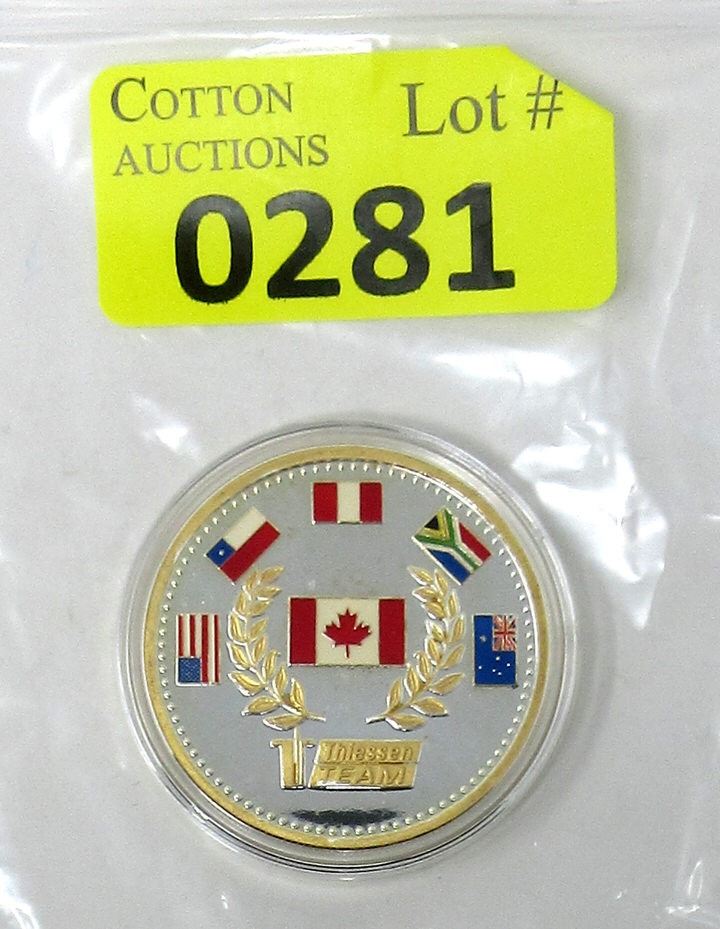 COTTON Lot #
AUCTIONS
0281
Thiessen
TEAM